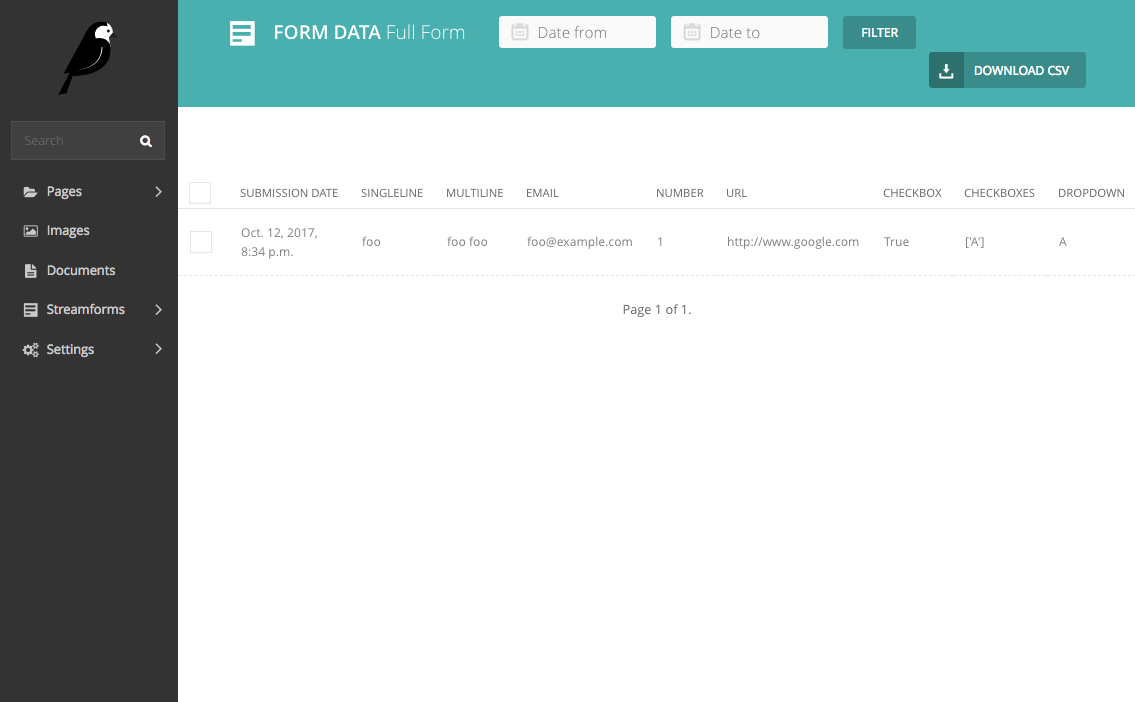 FORM DATA Full Form
Date from
Date to
FILTER
DOWNLOAD CSV
Search
Pages
Images
Documents
Streamforms
Settings
SUBMISSION DATE SINGLELINE MULTILINE EMAIL NUMBER URL CHECKBOX CHECKBOXES DROPDOWN
Oct. 12, 2017,
8:34 p.m. foo foo foo foo@example.com 1 http://www.google.com True ['A'] A
Page 1 of 1.